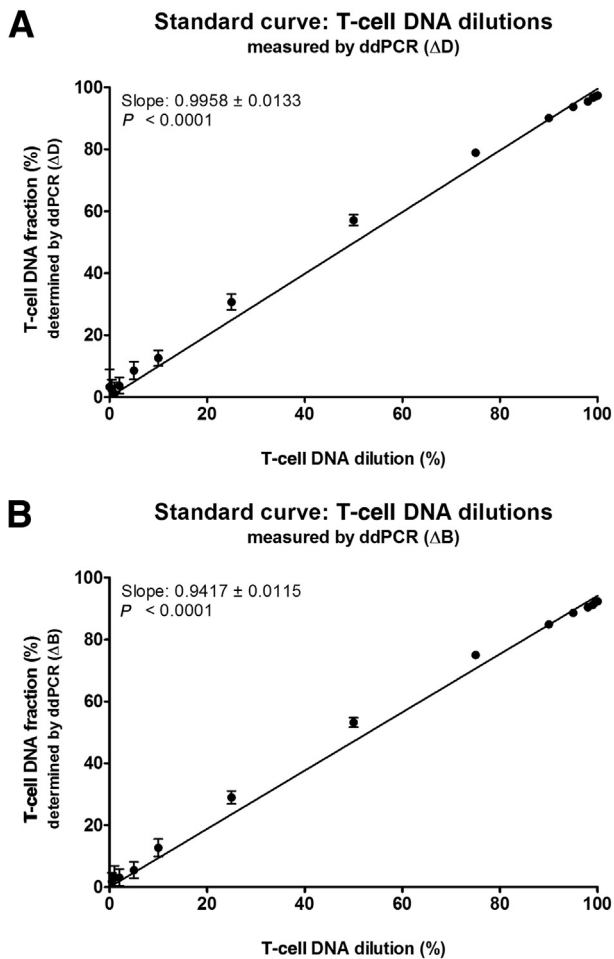 A
Standard curve: T-cell DNA dilutions
measured by ddPCR (ΔD)
Slope: 0.9958 ± 0.0133
P < 0.0001
T-cell DNA fraction (%)
determined by ddPCR (ΔD)
100
80
60
40
20
0
0 20 40 60 80 100
T-cell DNA dilution (%)
B
Standard curve: T-cell DNA dilutions
measured by ddPCR (ΔB)
Slope: 0.9417 ± 0.0115
P < 0.0001
T-cell DNA fraction (%)
determined by ddPCR (ΔB)
100
80
60
40
20
0
0 20 40 60 80 100
T-cell DNA dilution (%)